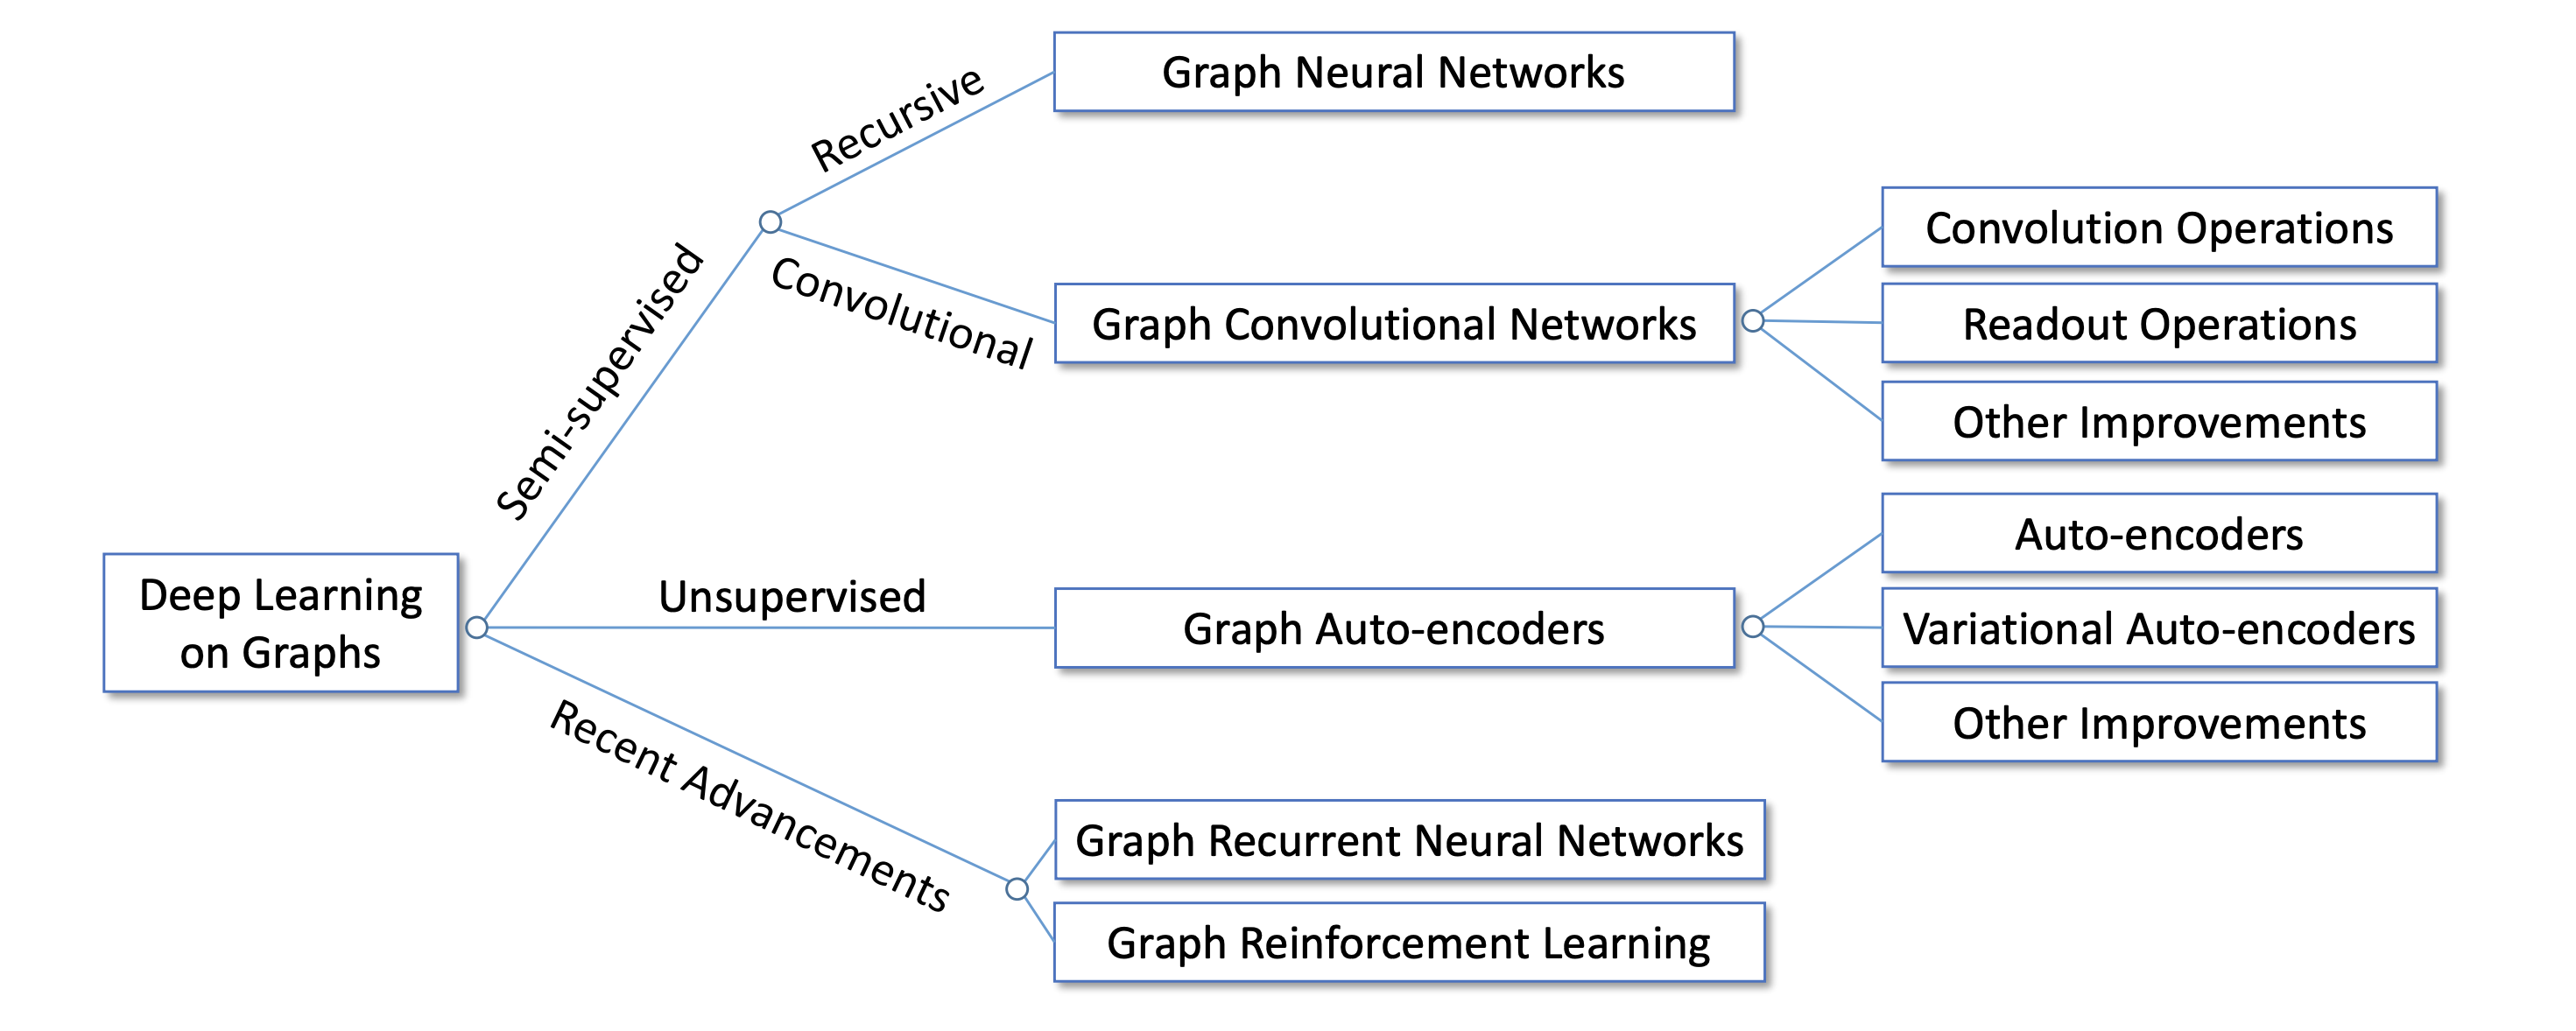 Deep Learning
on Graphs
Semi-supervised
Recursive
Graph Neural Networks
Convolutional
Graph Convolutional Networks
Convolution Operations
Readout Operations
Other Improvements
Unsupervised
Graph Auto-encoders
Auto-encoders
Variational Auto-encoders
Other Improvements
Recent Advancements
Graph Recurrent Neural Networks
Graph Reinforcement Learning